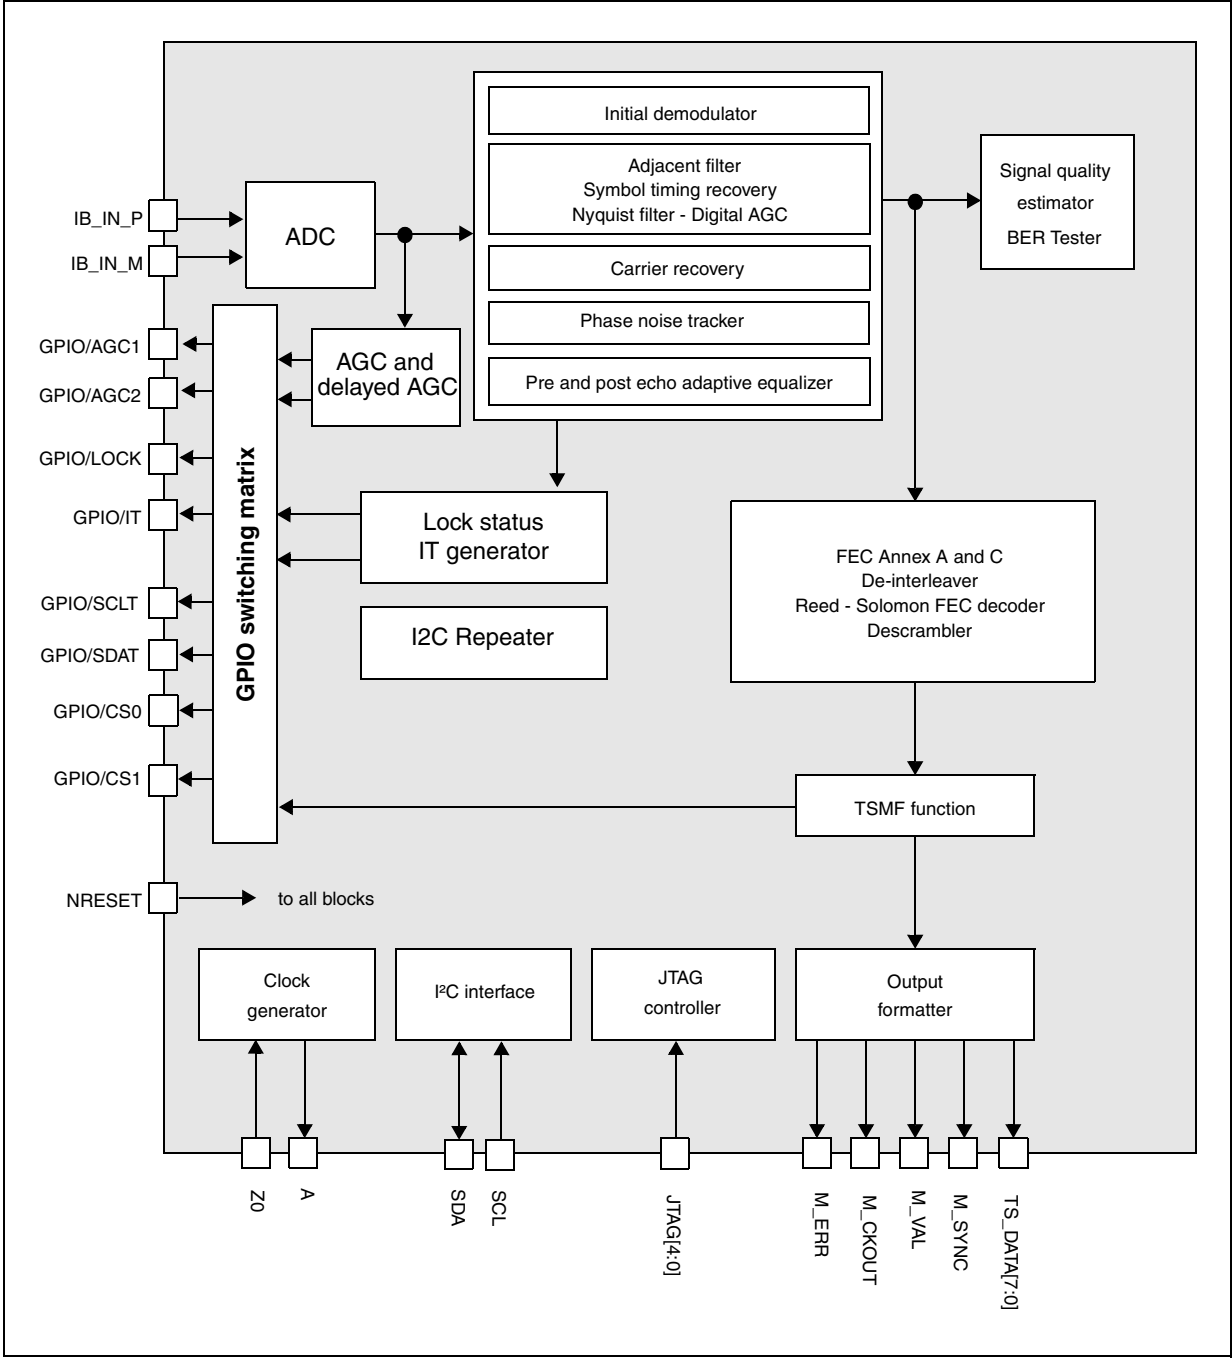 Initial demodulator
Adjacent filter
Symbol timing recovery
Nyquist filter - Digital AGC
Carrier recovery
Phase noise tracker
Pre and post echo adaptive equalizer
Signal quality
estimator
BER Tester
IB_IN_P
IB_IN_M
ADC
GPIO/AGC1
GPIO/AGC2
GPIO/LOCK
GPIO/IT
GPIO/SCLT
GPIO/SDAT
GPIO/CS0
GPIO/CS1
GPIO switching matrix
AGC and
delayed AGC
Lock status
IT generator
I2C Repeater
FEC Annex A and C
De-interleaver
Reed - Solomon FEC decoder
Descrambler
TSMF function
NRESET
to all blocks
Clock
generator
I²C interface
JTAG
controller
Output
formatter
Z0
A
SDA
SCL
JTAG[4:0]
M_ERR
M_CKOUT
M_VAL
M_SYNC
TS_DATA[7:0]